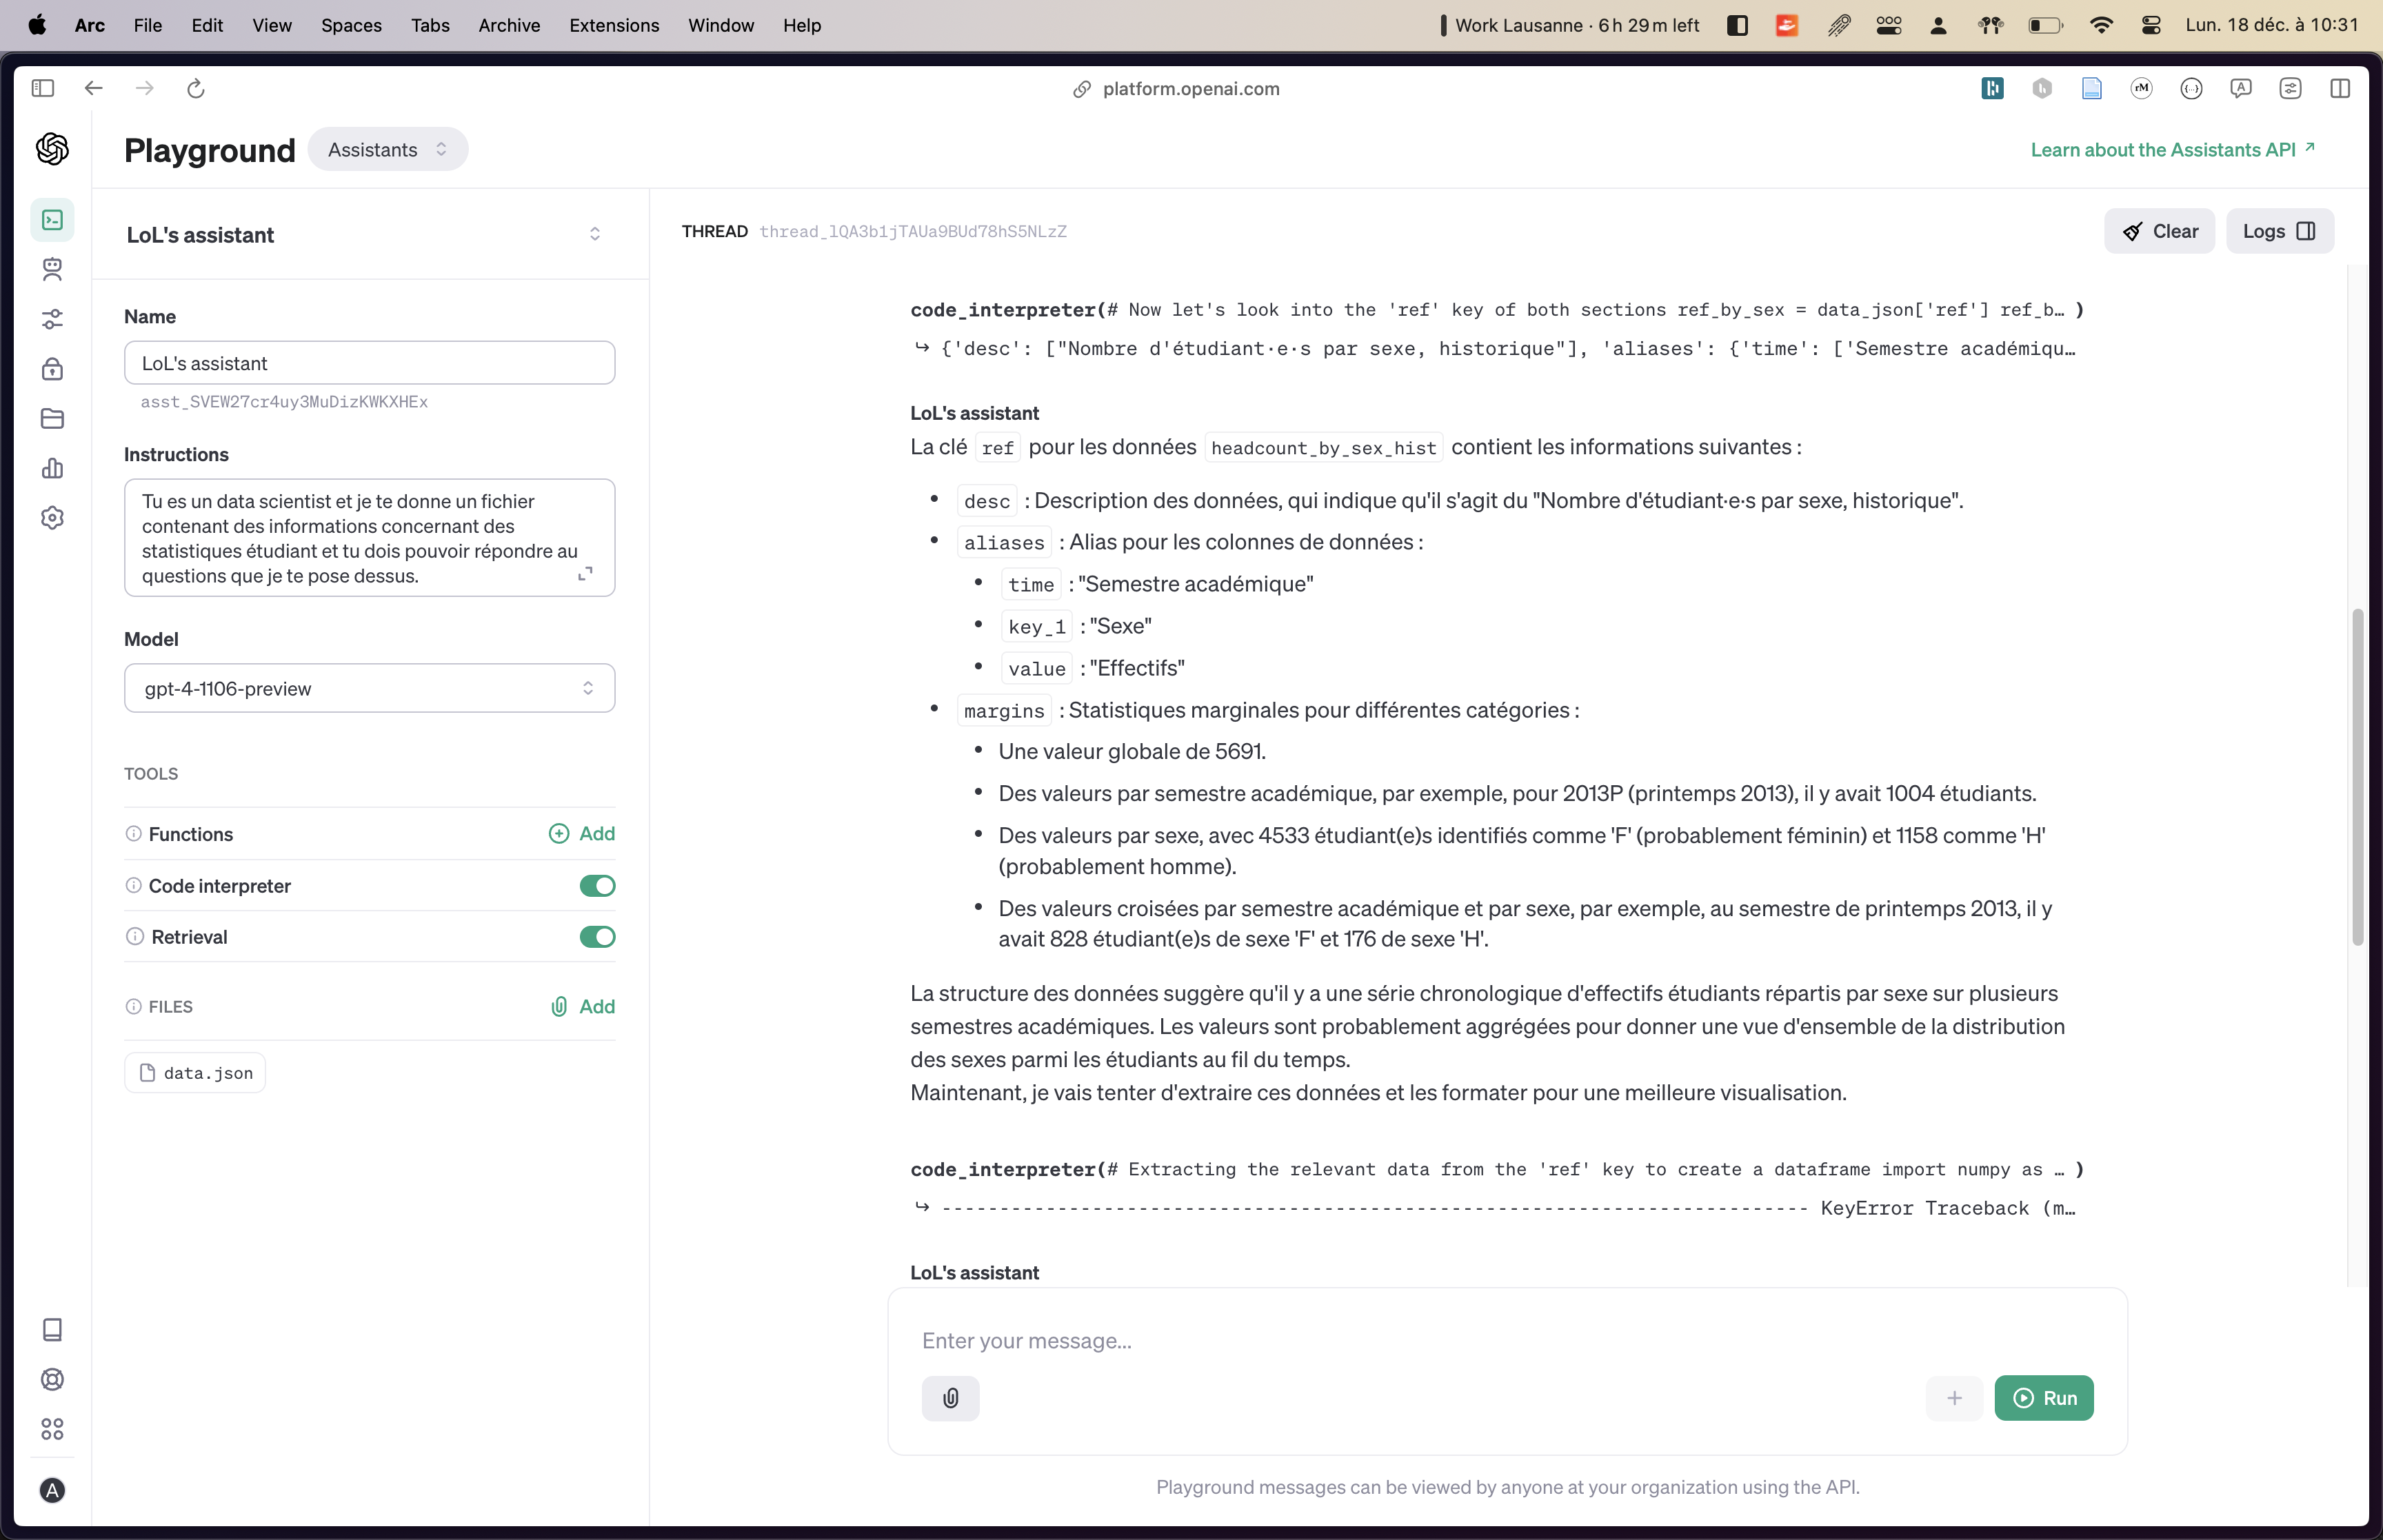 Arc File Edit View Spaces Tabs Archive Extensions Window Help Work Lausanne · 6 h 29 m left Lun. 18 déc. à 10:31
platform.openai.com
Playground Assistants Learn about the Assistants API
LoL's assistant
Name
LoL's assistant
asst_SVEW27cr4uy3MuDizKWKXHEx
Instructions
Tu es un data scientist et je te donne un fichier
contenant des informations concernant des
statistiques étudiant et tu dois pouvoir répondre au
questions que je te pose dessus.
Model
gpt-4-1106-preview
TOOLS
Functions Add
Code interpreter
Retrieval
FILES Add
data.json
A
THREAD thread_lQA3b1jTAUa9BUd78hS5NLzZ Clear Logs
code_interpreter(# Now let's look into the 'ref' key of both sections ref_by_sex = data_json['ref'] ref_b… )
{'desc': ["Nombre d'étudiant·e·s par sexe, historique"], 'aliases': {'time': ['Semestre académiqu…
LoL's assistant
La clé ref pour les données headcount_by_sex_hist contient les informations suivantes :
• desc : Description des données, qui indique qu'il s'agit du "Nombre d'étudiant·e·s par sexe, historique".
• aliases : Alias pour les colonnes de données :
• time : "Semestre académique"
• key_1 : "Sexe"
• value : "Effectifs"
• margins : Statistiques marginales pour différentes catégories :
• Une valeur globale de 5691.
• Des valeurs par semestre académique, par exemple, pour 2013P (printemps 2013), il y avait 1004 étudiants.
• Des valeurs par sexe, avec 4533 étudiant(e)s identifiés comme 'F' (probablement féminin) et 1158 comme 'H'
(probablement homme).
• Des valeurs croisées par semestre académique et par sexe, par exemple, au semestre de printemps 2013, il y
avait 828 étudiant(e)s de sexe 'F' et 176 de sexe 'H'.
La structure des données suggère qu'il y a une série chronologique d'effectifs étudiants répartis par sexe sur plusieurs
semestres académiques. Les valeurs sont probablement aggrégées pour donner une vue d'ensemble de la distribution
des sexes parmi les étudiants au fil du temps.
Maintenant, je vais tenter d'extraire ces données et les formater pour une meilleure visualisation.
code_interpreter(# Extracting the relevant data from the 'ref' key to create a dataframe import numpy as … )
--------------------------------------------------------------------------- KeyError Traceback (m…
LoL's assistant
Enter your message...
Run
Playground messages can be viewed by anyone at your organization using the API.